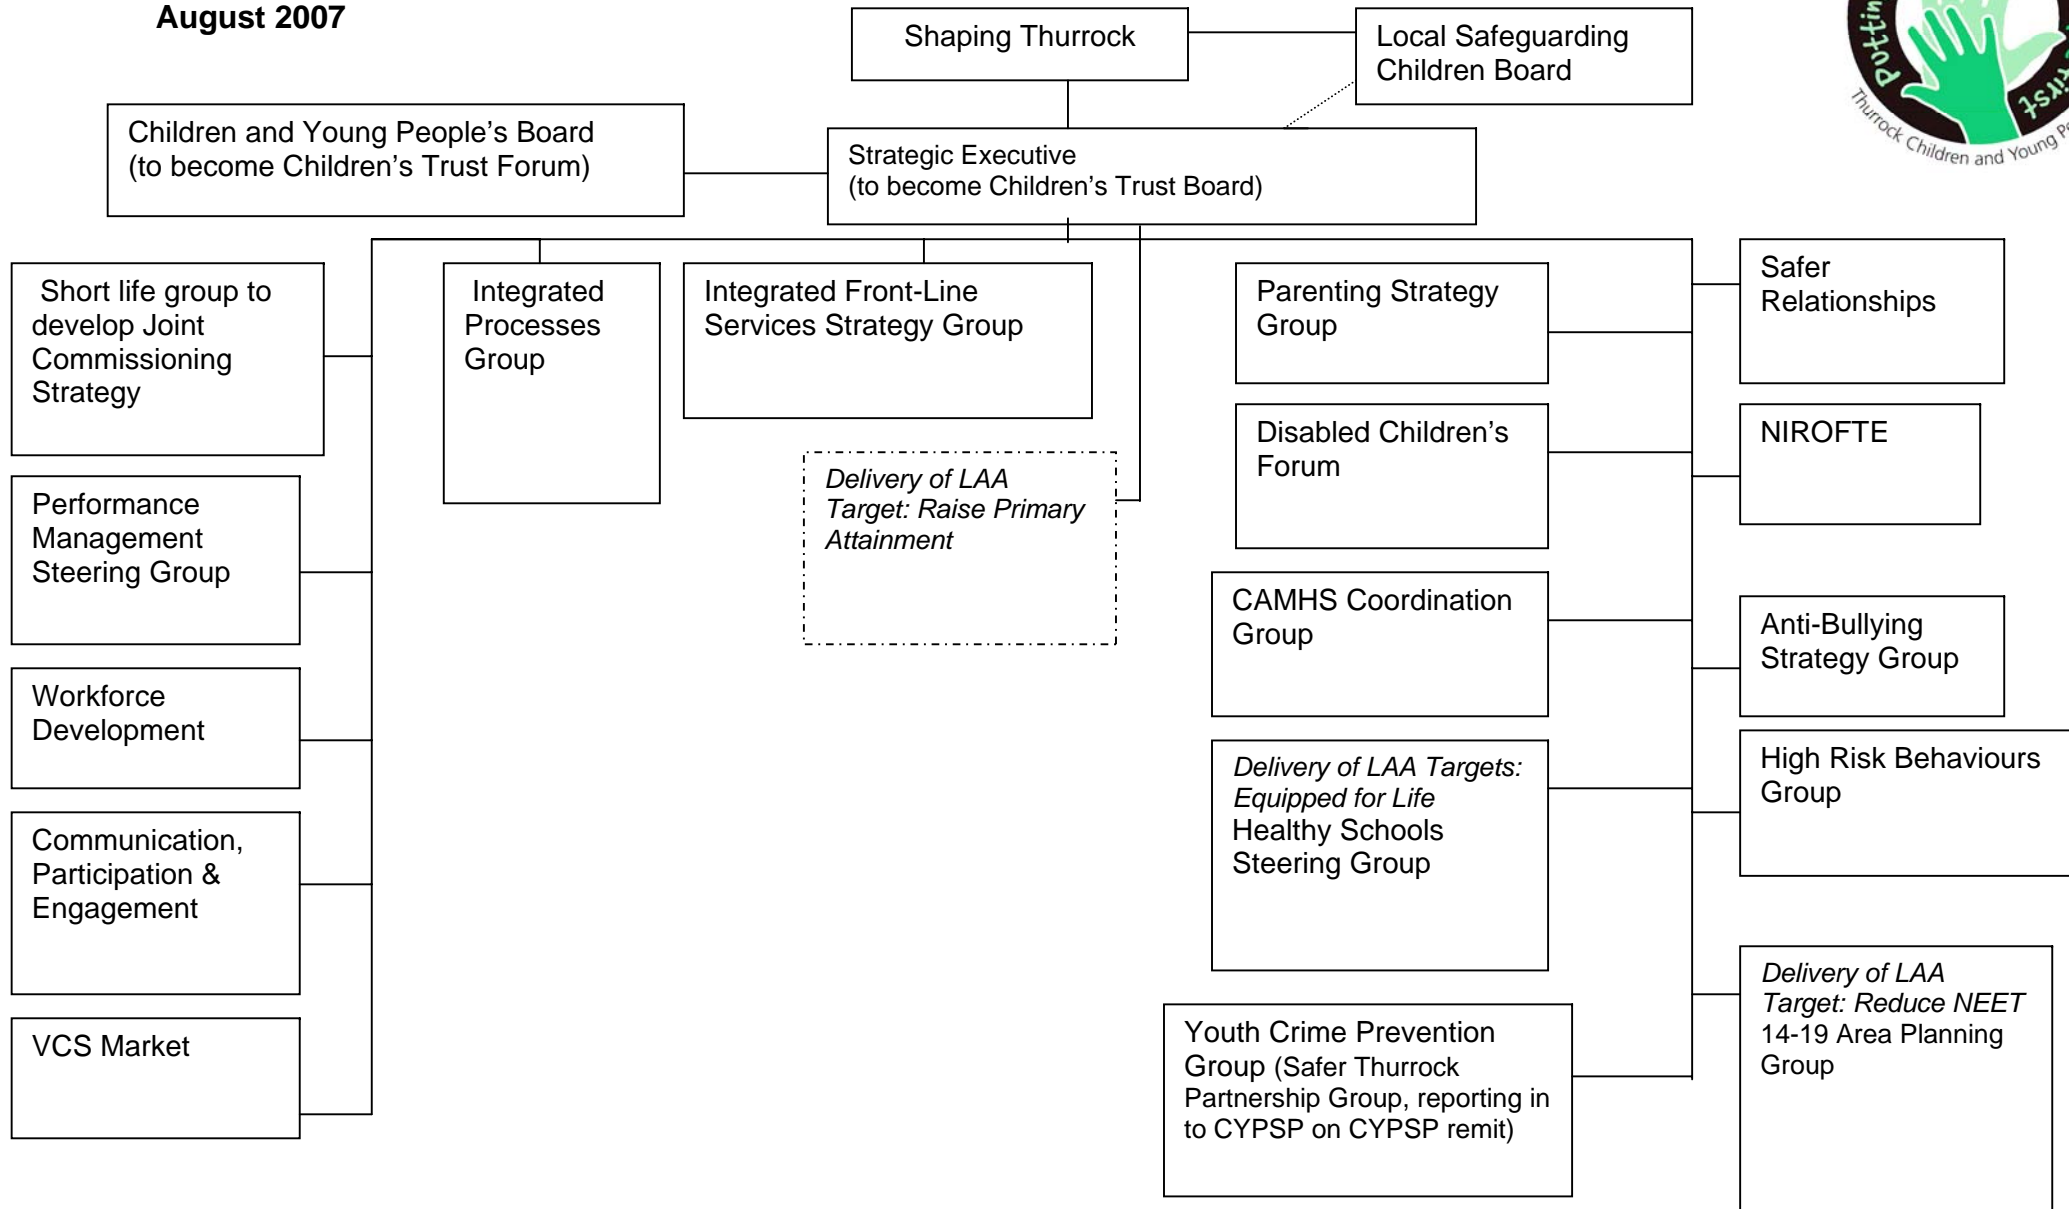 August 2007
Shaping Thurrock
Local Safeguarding
Children Board
Thurrock Children and Young
Children and Young People’s Board
(to become Children’s Trust Forum)
Strategic Executive
(to become Children’s Trust Board)
Short life group to
develop Joint
Commissioning
Strategy
Integrated
Processes
Group
Integrated Front-Line
Services Strategy Group
Parenting Strategy
Group
Safer
Relationships
Disabled Children’s
Forum
NIROFTE
Delivery of LAA
Target: Raise Primary
Attainment
Performance
Management
Steering Group
CAMHS Coordination
Group
Anti-Bullying
Strategy Group
Workforce
Development
High Risk Behaviours
Group
Delivery of LAA Targets:
Equipped for Life
Healthy Schools
Steering Group
Communication,
Participation &
Engagement
Delivery of LAA
Target: Reduce NEET
14-19 Area Planning
Group
VCS Market
Youth Crime Prevention
Group (Safer Thurrock
Partnership Group, reporting in
to CYPSP on CYPSP remit)